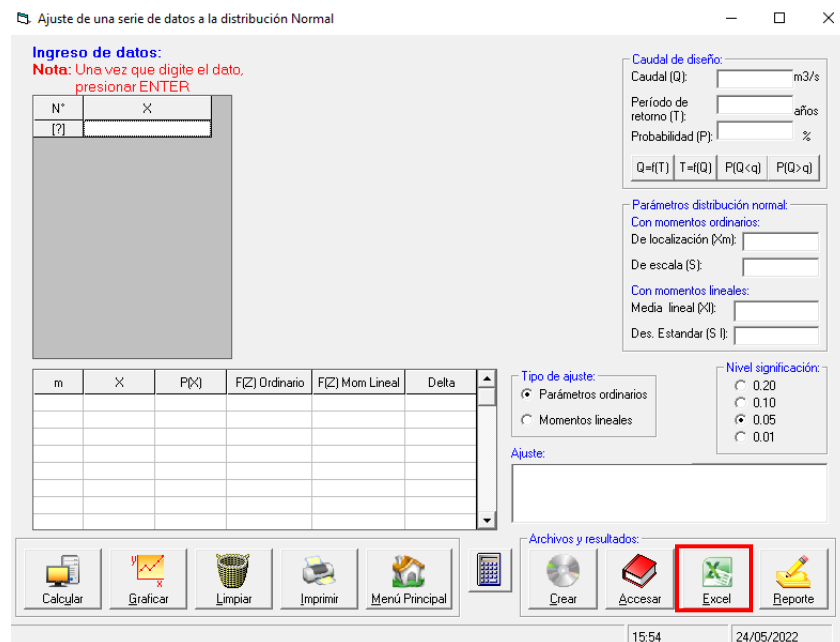 Ajuste de una serie de datos a la distribución Normal
Ingreso de datos:
Nota: Una vez que digite el dato,
presionar ENTER
N° X
[?]
Caudal de diseño:
Caudal (Q): m3/s
Período de
retorno (T): años
Probabilidad (P): %
Q=f(T) T=f(Q) P(Q<q) P(Q>q)
Parámetros distribución normal:
Con momentos ordinarios:
De localización (Xm):
De escala (S):
Con momentos lineales:
Media lineal (Xl):
Des. Estandar (S l):
m X P(X) F(Z) Ordinario F(Z) Mom Lineal Delta
Tipo de ajuste:
Parámetros ordinarios
Momentos lineales
Nivel significación:
0.20
0.10
0.05
0.01
Ajuste:
Archivos y resultados:
y x
Calcular Graficar Limpiar Imprimir Menú Principal Crear Accesar Excel Reporte
15:54 24/05/2022